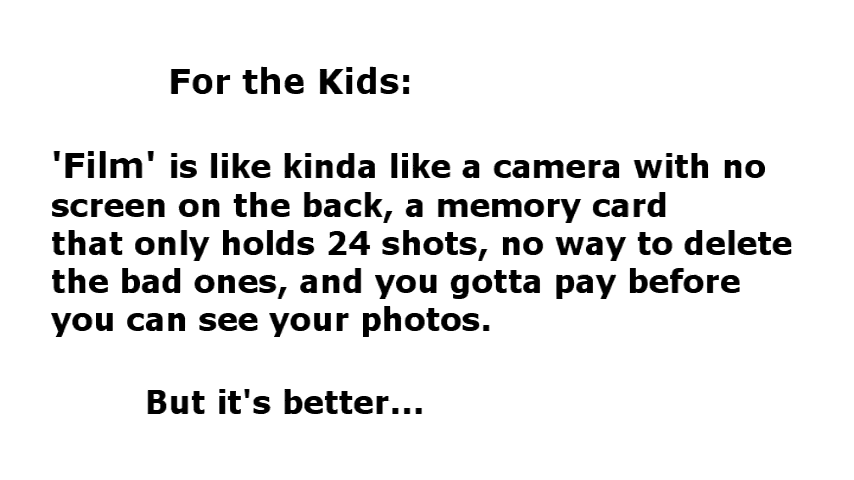 For the Kids:
'Film' is like kinda like a camera with no
screen on the back, a memory card
that only holds 24 shots, no way to delete
the bad ones, and you gotta pay before
you can see your photos.
But it's better...